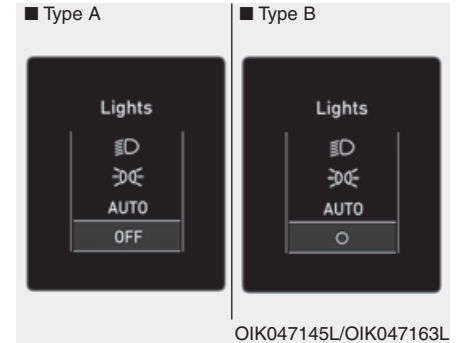 ■ Type A
■ Type B
Lights
AUTO
OFF
Lights
AUTO
OIK047145L/OIK047163L